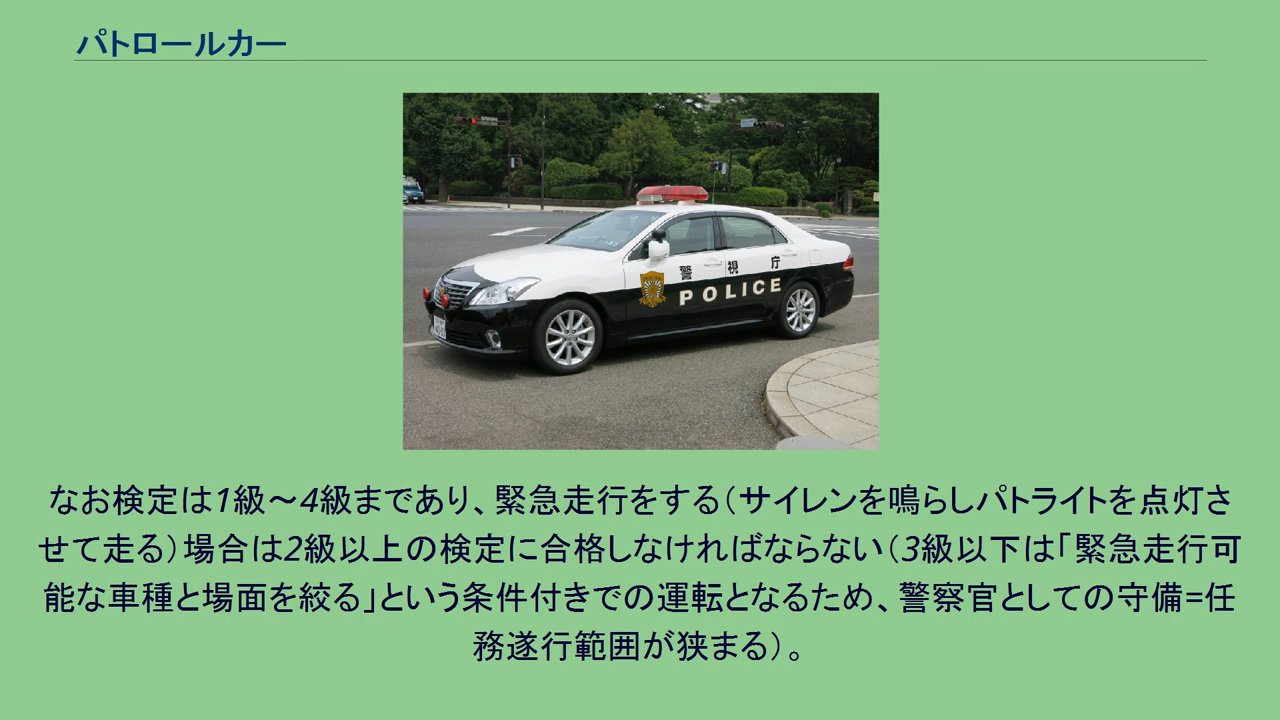 パトロールカー
警視庁
POLICE
なお検定は1級～4級まであり、緊急走行をする（サイレンを鳴らしパトライトを点灯さ
せて走る）場合は2級以上の検定に合格しなければならない（3級以下は「緊急走行可
能な車種と場面を絞る」という条件付きでの運転となるため、警察官としての守備=任
務遂行範囲が狭まる）。